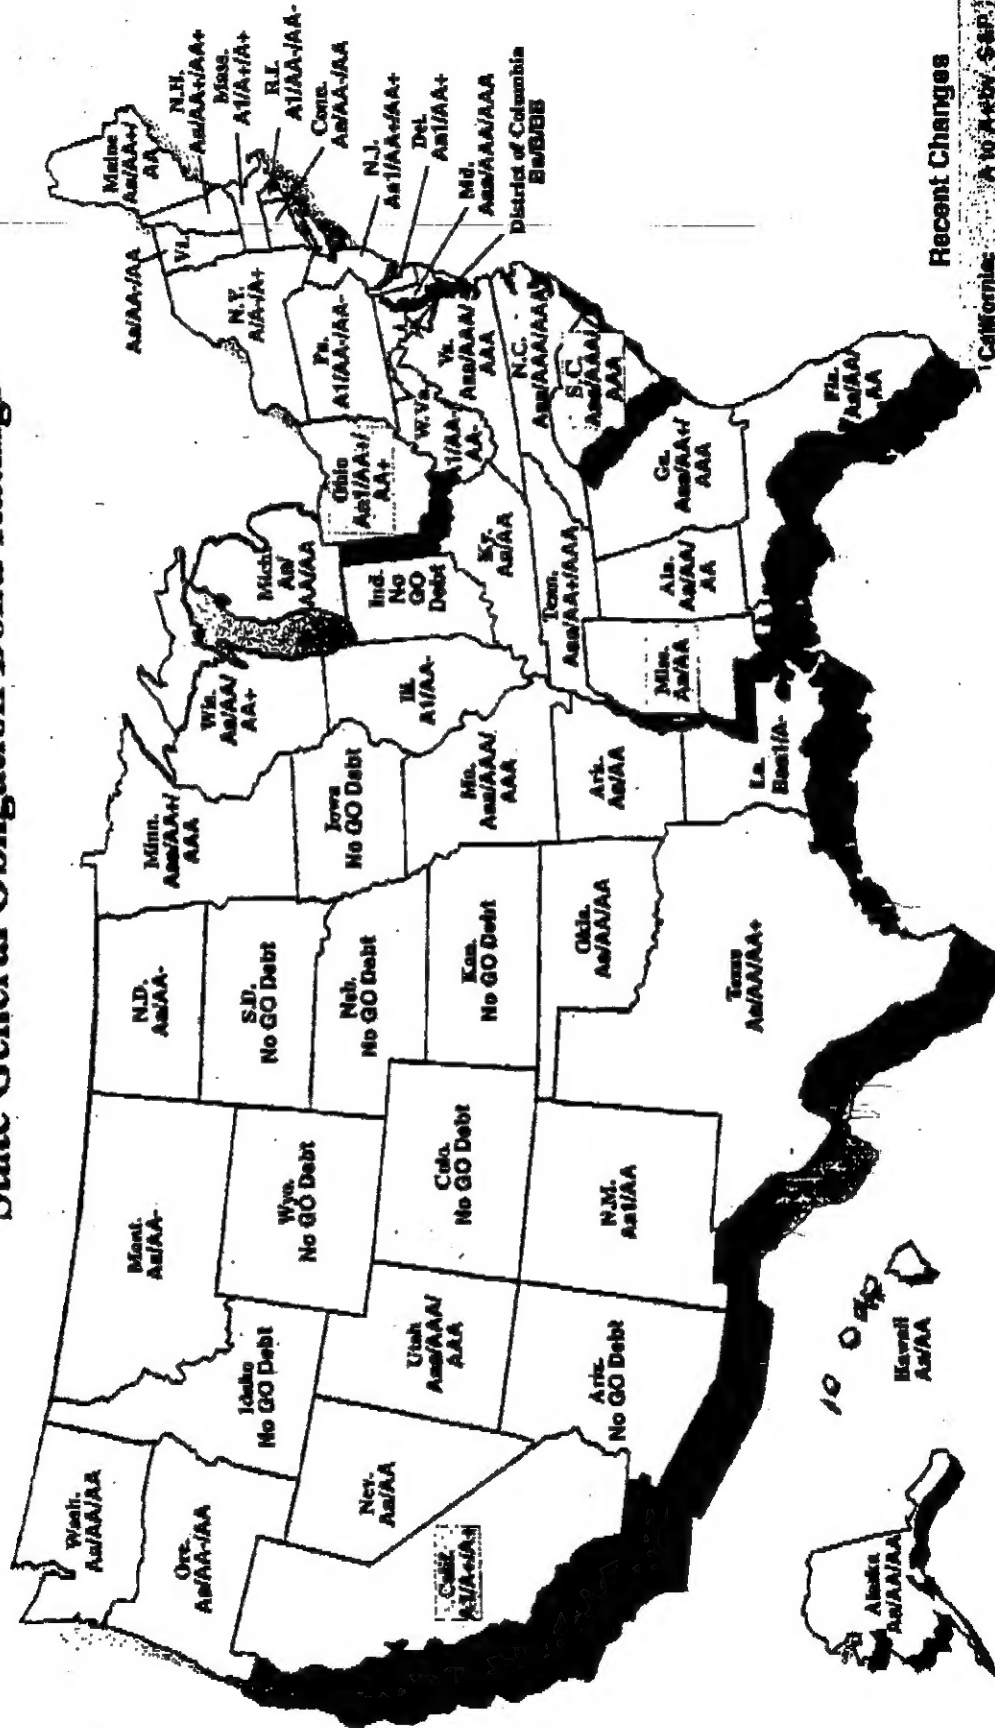 State General Obligation Bond Ratings
Wash.
Aa/AA/AA
Ore.
Aa/AA-/AA
Calif.
A1/A+/A+
Nev.
Aa/AA
Idaho
No GO Debt
Mont.
Aa/AA-
Wyo.
No GO Debt
Utah
Aaa/AAA/
AAA
Ariz.
No GO Debt
Colo.
No GO Debt
N.M.
Aa1/AA
N.D.
Aa/AA-
S.D.
No GO Debt
Neb.
No GO Debt
Kan.
No GO Debt
Okla.
Aa/AA/AA
Texas
Aa/AA/AA+
Minn.
Aaa/AA+/
AAA
Iowa
No GO Debt
Mo.
Aaa/AAA/
AAA
Ark.
Aa/AA
La.
Baa1/A-
Wis.
Aa/AA/
AA+
Ill.
A1/AA-
Mich.
Aa/
AA/AA
Ind.
No
GO
Debt
Ohio
Aa1/AA+/
AA+
Ky.
Aa/AA
Tenn.
Aaa/AA+/AAA
Miss.
Aa/AA
Ala.
Aa/AA/
AA
Ga.
Aaa/AA+/
AAA
Fla.
Aa/AA/
AA
S.C.
Aaa/AAA/
AAA
N.C.
Aaa/AAA/AAA
Va.
Aaa/AAA/
AAA
W.Va.
A1/AA-/
AA-
Pa.
A1/AA-/AA-
N.Y.
A/A-/A+
Vt.
Aa/AA-/AA
Maine
Aa/AA+/
AA
N.H.
Aa/AA+/AA+
Mass.
A1/A+/A+
R.I.
A1/AA-/AA-
Conn.
Aa/AA-/AA
N.J.
Aa1/AA+/AA+
Del.
Aa1/AA+
Md.
Aaa/AAA/AAA
District of Columbia
Ba/B/BB
Alaska
Aa/AA/AA
Hawaii
Aa/AA
Recent Changes
California: A to A+ by S&P;